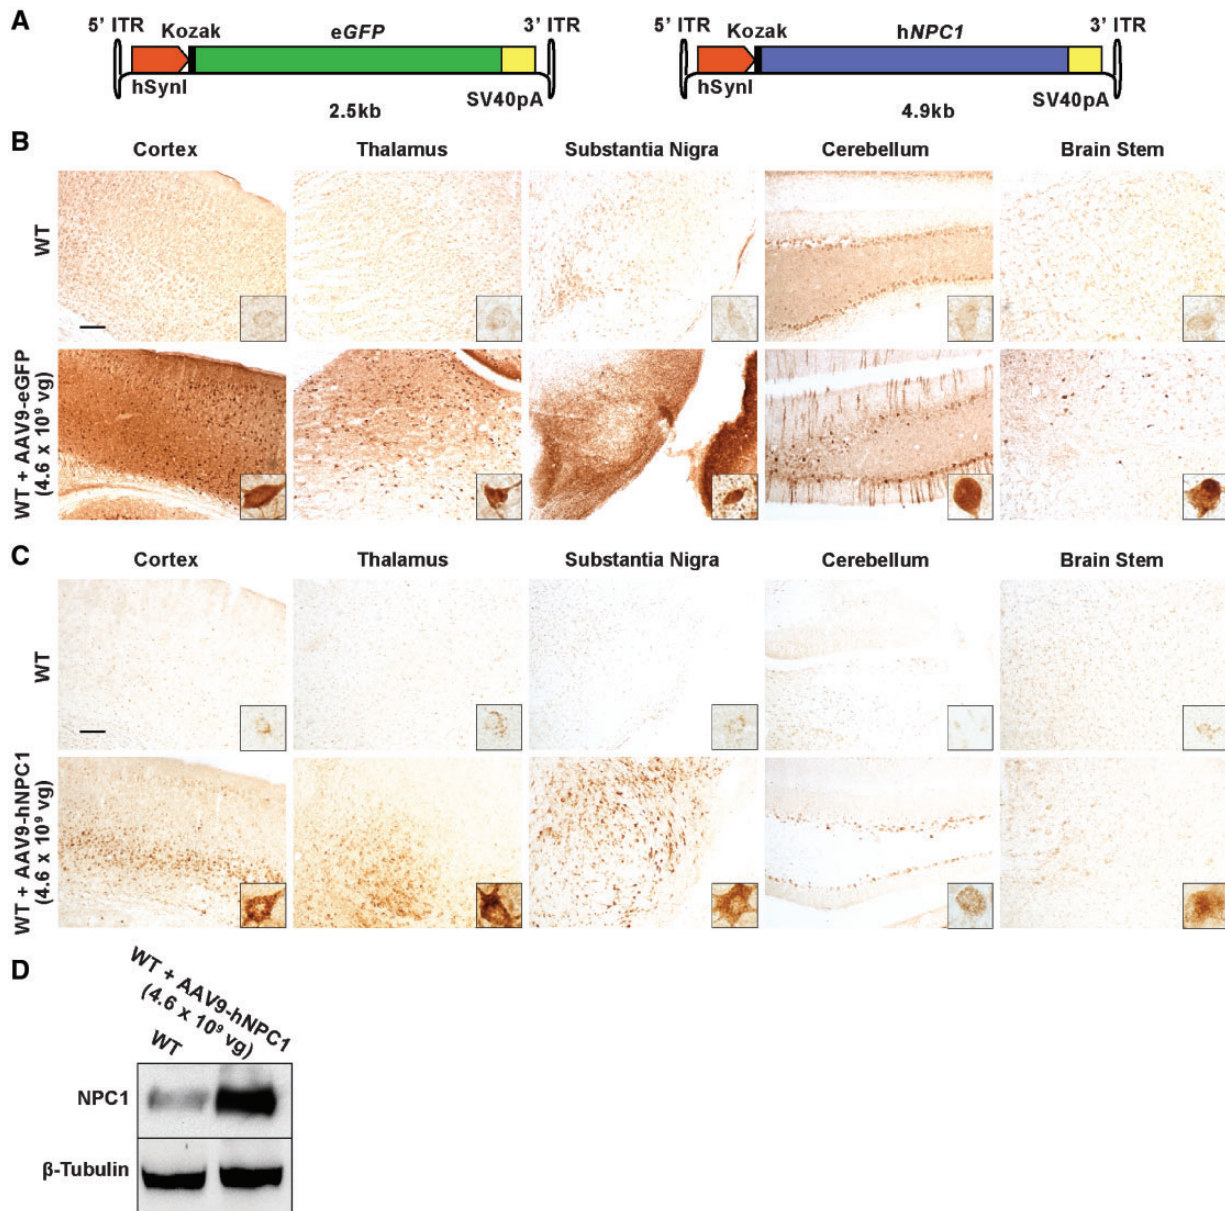 A
5' ITR Kozak eGFP 3' ITR
hSynI SV40pA
2.5kb
5' ITR Kozak hNPC1 3' ITR
hSynI SV40pA
4.9kb
B
Cortex Thalamus Substantia Nigra Cerebellum Brain Stem
WT
WT + AAV9-eGFP
(4.6 x 10⁹ vg)
C
Cortex Thalamus Substantia Nigra Cerebellum Brain Stem
WT
WT + AAV9-hNPC1
(4.6 x 10⁹ vg)
D
WT
WT + AAV9-hNPC1
(4.6 x 10⁹ vg)
NPC1
β-Tubulin